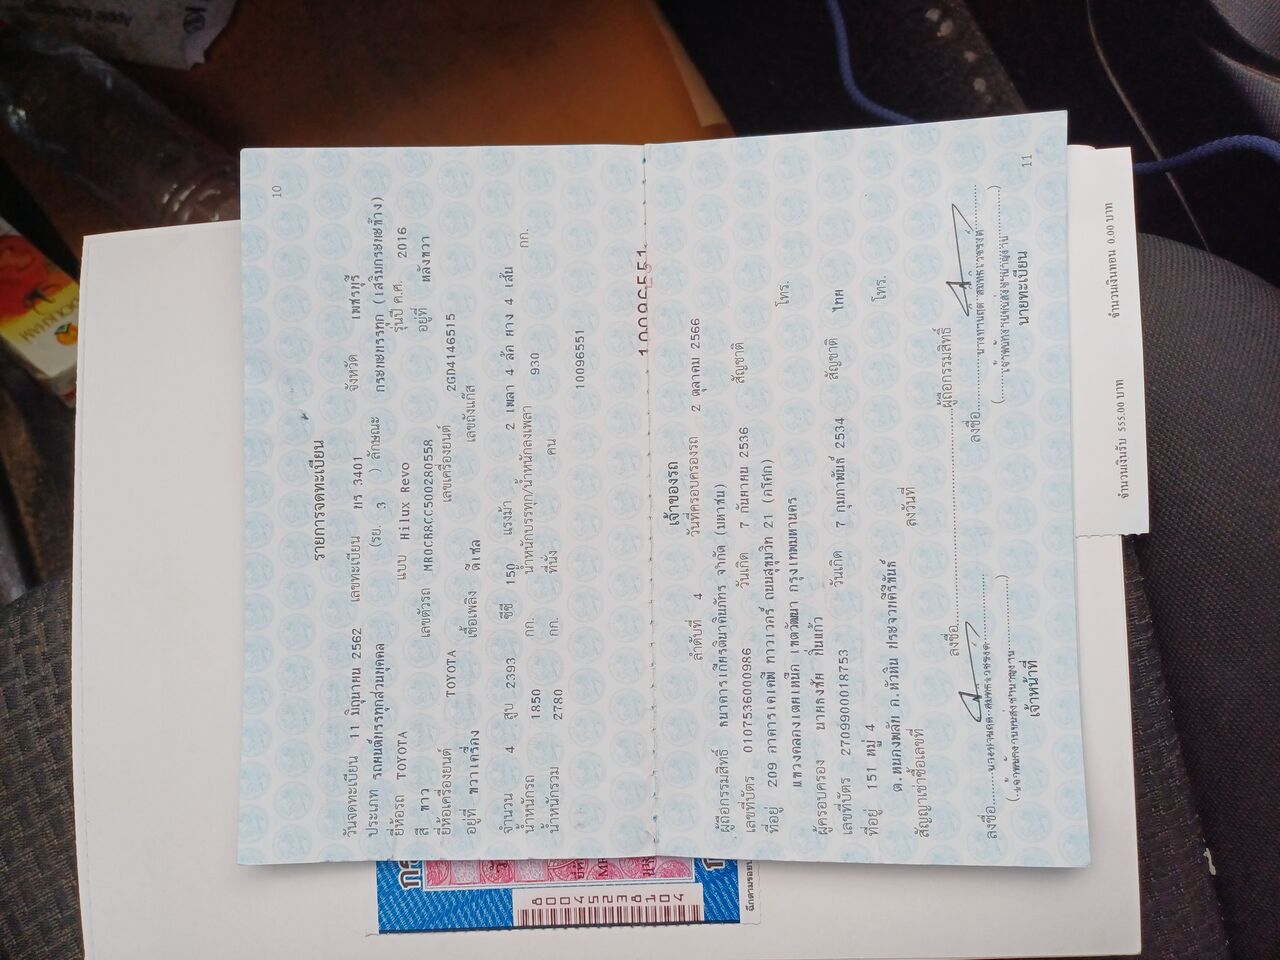 10
รายการจดทะเบียน
วันจดทะเบียน 11 มิถุนายน 2562 เลขทะเบียน จังหวัด เพชรบุรี
ประเภท รถยนต์บรรทุกส่วนบุคคล (รย. 3 ) ลักษณะ กระบะบรรทุก (เสริมกระบะข้าง)
ยี่ห้อรถ TOYOTA แบบ Hilux Revo รุ่นปี ค.ศ. 2016
สี ขาว เลขตัวรถ MR0CB8CC500280558 อยู่ที่ หลังขวา
ยี่ห้อเครื่องยนต์ TOYOTA เลขเครื่องยนต์ 2GD4146515
อยู่ที่ ขวาเครื่อง เชื้อเพลิง ดีเซล เลขถังแก๊ส
จำนวน 4 สูบ 2393 ซีซี 150 แรงม้า 2 เพลา 4 ล้อ ยาง 4 เส้น
น้ำหนักรถ 1850 กก. น้ำหนักบรรทุก/น้ำหนักลงเพลา 930 กก.
น้ำหนักรวม 2780 กก. ที่นั่ง คน
10096551
10096551
เจ้าของรถ
ลำดับที่ 4 วันที่ครอบครองรถ 2 ตุลาคม 2566
ผู้ถือกรรมสิทธิ์ ธนาคารเกียรตินาคินภัทร จำกัด (มหาชน)
เลขที่บัตร 0107536000986 วันเกิด 7 กันยายน 2536 สัญชาติ
ที่อยู่ 209 อาคารเคเคพี ทาวเวอร์ ถนนสุขุมวิท 21 (อโศก)
แขวงคลองเตยเหนือ เขตวัฒนา กรุงเทพมหานคร โทร.
ผู้ครอบครอง นายธงชัย ปิ่นแก้ว
เลขที่บัตร 2709900018753 วันเกิด 7 กุมภาพันธ์ 2534 สัญชาติ ไทย
ที่อยู่ 151 หมู่ 4
ต.หนองพลับ อ.หัวหิน ประจวบคีรีขันธ์ โทร.
สัญญาเช่าซื้อเลขที่ ลงวันที่
ลงชื่อ ผู้ถือกรรมสิทธิ์
ลงชื่อ ลงชื่อ
เจ้าหน้าที่ นายทะเบียน
11
จำนวนเงินรับ 555.00 บาท จำนวนเงินทอน 0.00 บาท
80045238104